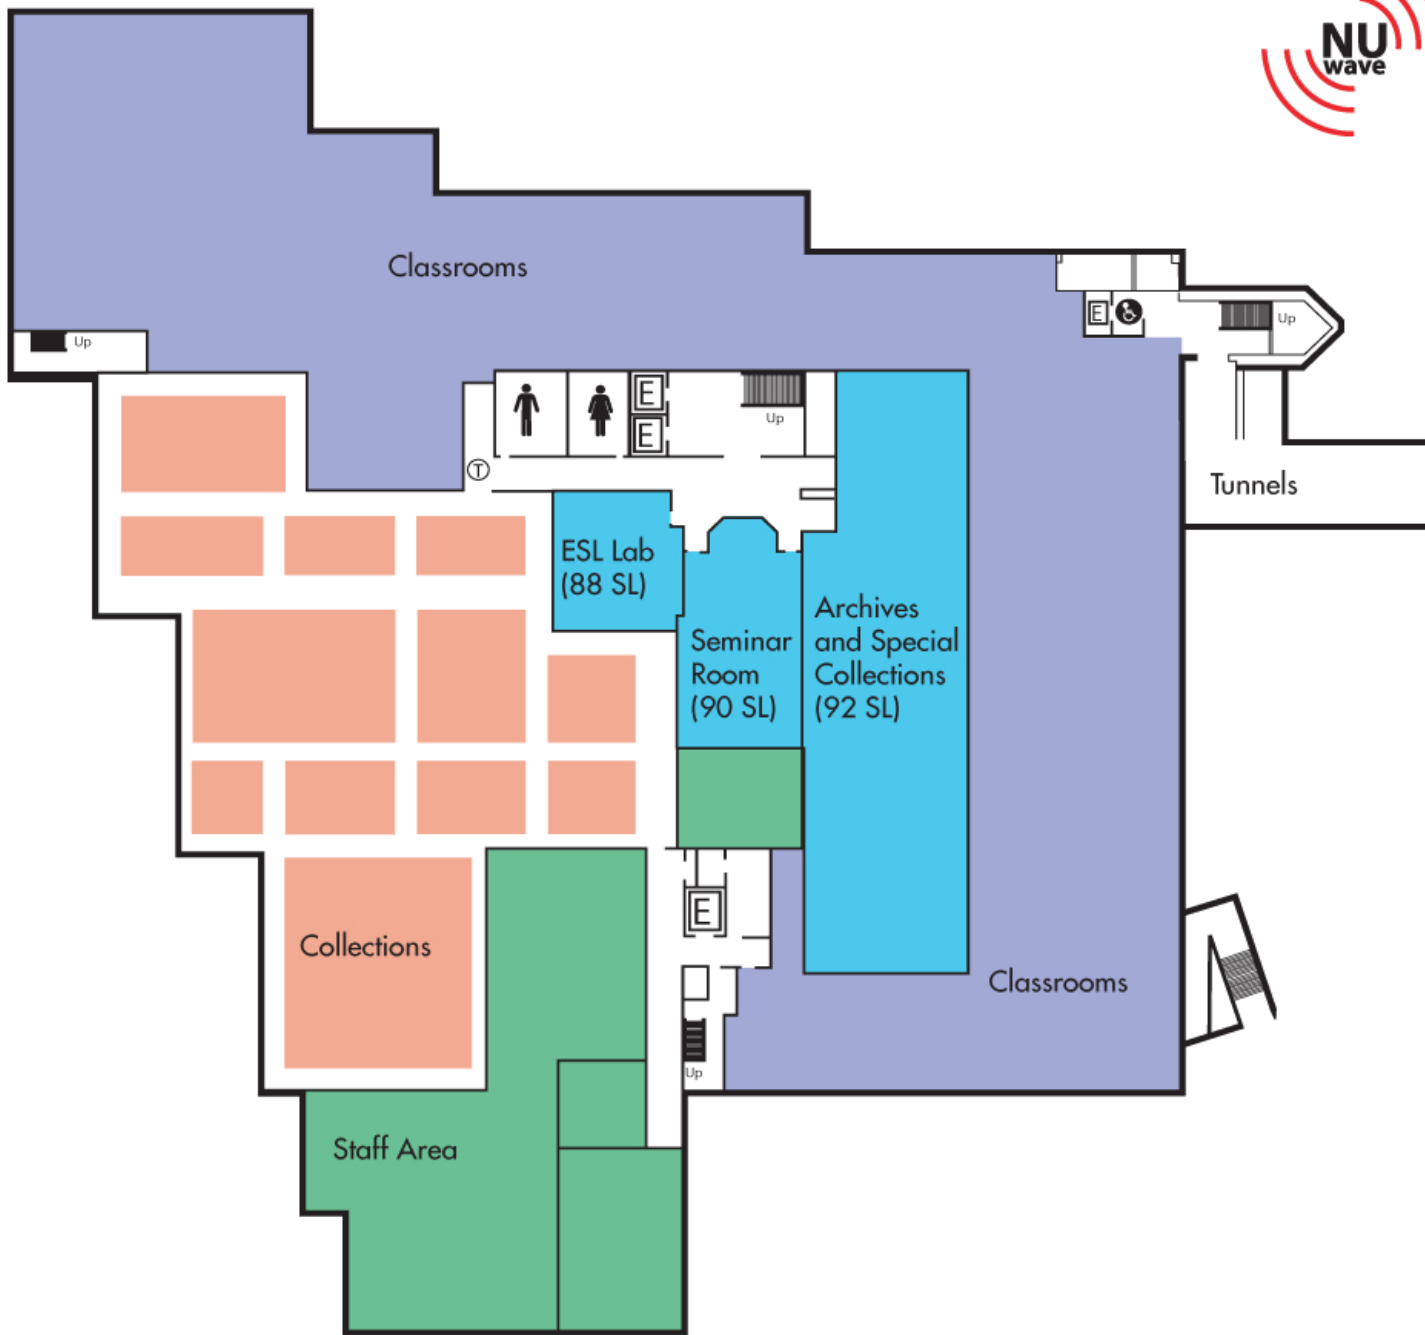 NU
wave
Classrooms
E
Up
Up
E
E
Up
T
Tunnels
ESL Lab
(88 SL)
Archives
and Special
Collections
(92 SL)
Seminar
Room
(90 SL)
E
Collections
Classrooms
Up
Staff Area